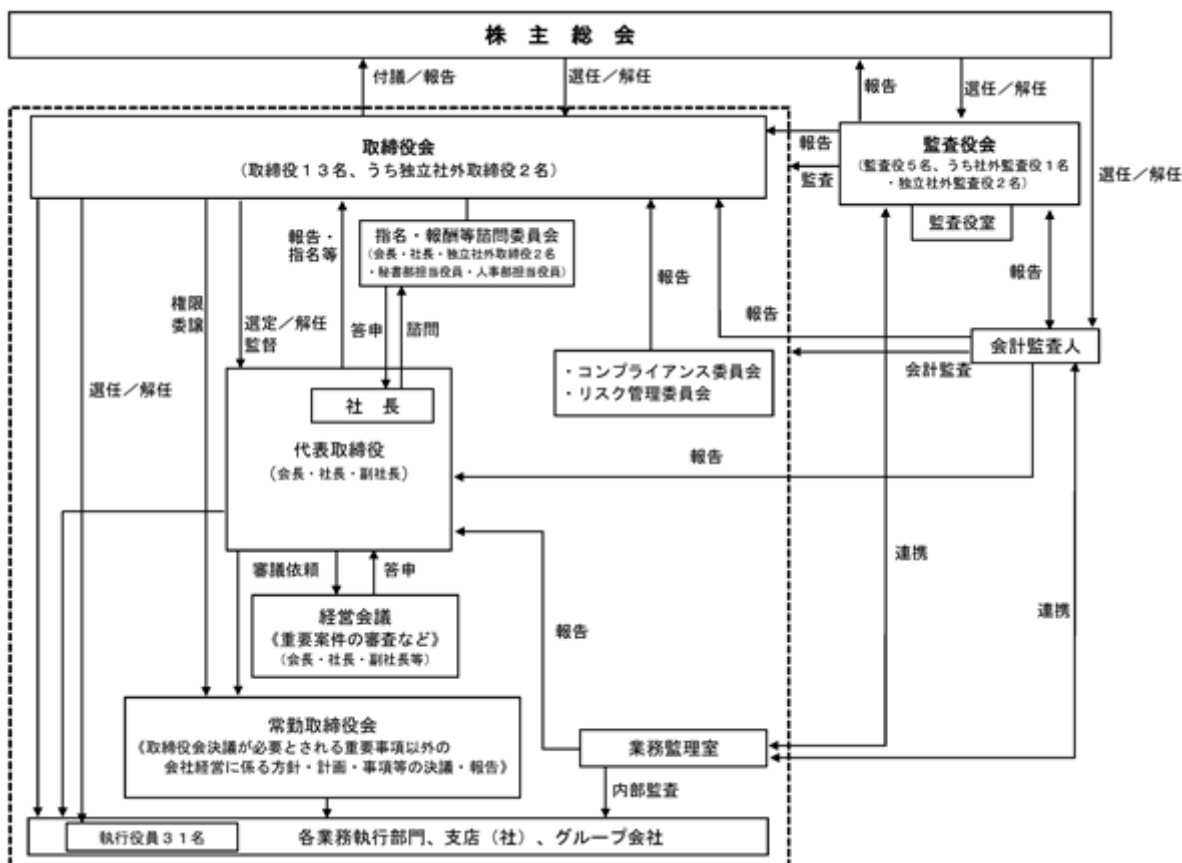 株 主 総 会
付議／報告
選任／解任
報告
選任／解任
選任／解任
取締役会
（取締役１３名、うち独立社外取締役２名）
報告
監査
監査役会
（監査役５名、うち社外監査役１名
・独立社外監査役２名）
監査役室
報告・
指名等
指名・報酬等諮問委員会
（会長・社長・独立社外取締役２名
・秘書部担当役員・人事部担当役員）
報告
報告
権限
委譲
選定／解任
監督
答申
諮問
報告
会計監査人
会計監査
選任／解任
・コンプライアンス委員会
・リスク管理委員会
社 長
代表取締役
（会長・社長・副社長）
報告
審議依頼
答申
連携
経営会議
《重要案件の審査など》
（会長・社長・副社長等）
報告
連携
常勤取締役会
《取締役会決議が必要とされる重要事項以外の
会社経営に係る方針・計画・事項等の決議・報告》
業務監理室
内部監査
執行役員３１名
各業務執行部門、支店（社）、グループ会社